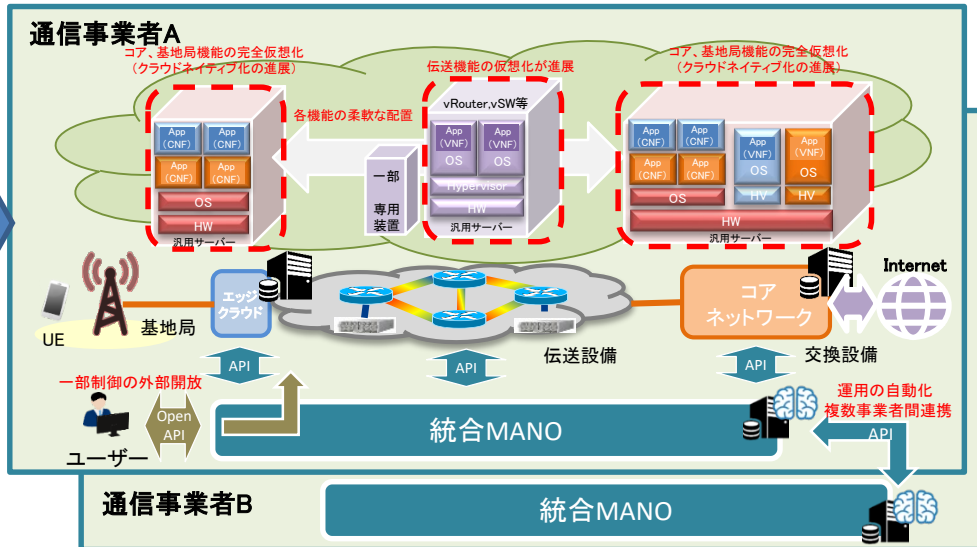 通信事業者A
コア、基地局機能の完全仮想化
（クラウドネイティブ化の進展）
伝送機能の仮想化が進展
コア、基地局機能の完全仮想化
（クラウドネイティブ化の進展）
各機能の柔軟な配置
App
(CNF)
App
(CNF)
App
(CNF)
App
(CNF)
OS
HW
汎用サーバー
一部
専用
装置
vRouter,vSW等
App
(VNF)
OS
App
(VNF)
OS
Hypervisor
HW
汎用サーバー
App
(CNF)
App
(CNF)
App
(CNF)
App
(CNF)
OS
App
(VNF)
OS
HV
App
(VNF)
OS
HV
HW
汎用サーバー
UE
基地局
エッジ
クラウド
伝送設備
コア
ネットワーク
交換設備
Internet
API
API
API
一部制御の外部開放
Open
API
ユーザー
統合MANO
運用の自動化
複数事業者間連携
API
通信事業者B
統合MANO